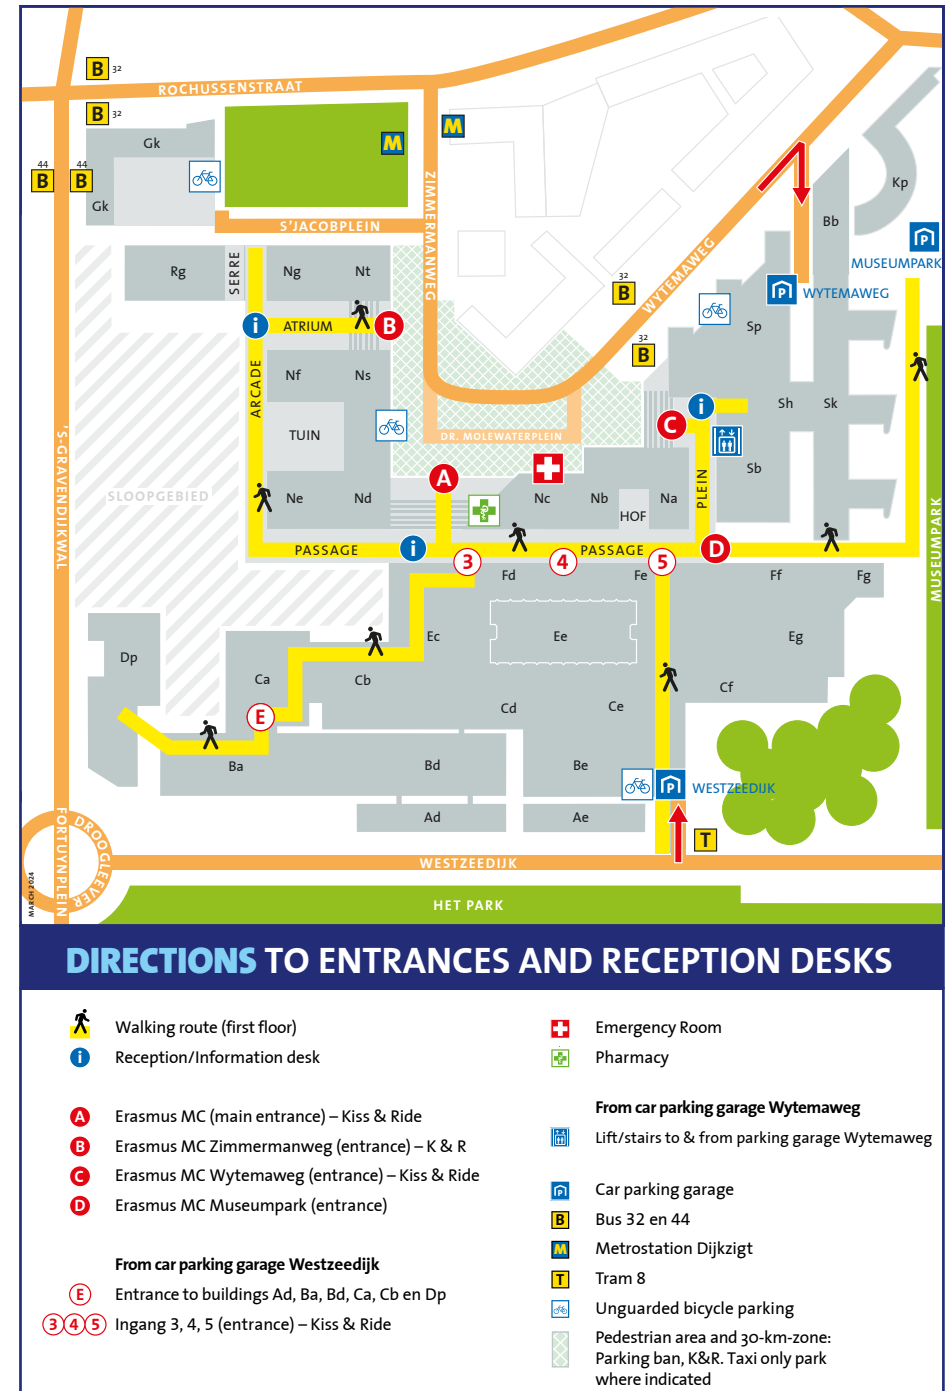 B 32
ROCHUSSENSTRAAT
B 32
M
M
Gk
44
B
44
B
Gk
ZIMMERMANWEG
Kp
S'JACOBPLEIN
Bb
P
MUSEUMPARK
WYTEMAWEG
Rg
SERRE
Ng
Nt
32
B
P
WYTEMAWEG
i
ATRIUM
B
Sp
32
B
ARCADE
Nf
Ns
i
Sh
Sk
'S-GRAVENDIJKWAL
TUIN
DR. MOLEWATERPLEIN
C
Sb
A
PLEIN
SLOOPGEBIED
Ne
Nd
Nc
Nb
Na
HOF
PASSAGE
i
PASSAGE
D
3
4
5
MUSEUMPARK
Fd
Fe
Ff
Fg
Dp
Ec
Ee
Eg
Ca
Cb
Cf
E
Cd
Ce
Ba
Bd
Be
P
WESTZEEDIJK
Ad
Ae
T
DROOGLEEVER
FORTUYNPLEIN
WESTZEEDIJK
MARCH 2024
HET PARK
DIRECTIONS TO ENTRANCES AND RECEPTION DESKS
Walking route (first floor)
i Reception/Information desk
A Erasmus MC (main entrance) – Kiss & Ride
B Erasmus MC Zimmermanweg (entrance) – K & R
C Erasmus MC Wytemaweg (entrance) – Kiss & Ride
D Erasmus MC Museumpark (entrance)
From car parking garage Westzeedijk
E Entrance to buildings Ad, Ba, Bd, Ca, Cb en Dp
3 4 5 Ingang 3, 4, 5 (entrance) – Kiss & Ride
Emergency Room
Pharmacy
From car parking garage Wytemaweg
Lift/stairs to & from parking garage Wytemaweg
P Car parking garage
B Bus 32 en 44
M Metrostation Dijkzigt
T Tram 8
Unguarded bicycle parking
Pedestrian area and 30-km-zone:
Parking ban, K&R. Taxi only park
where indicated